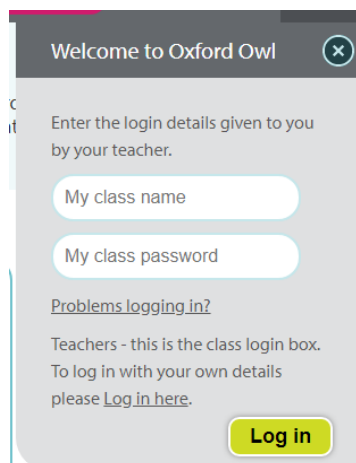 Welcome to Oxford Owl
Enter the login details given to you
by your teacher.
My class name
My class password
Problems logging in?
Teachers - this is the class login box.
To log in with your own details
please Log in here.
Log in